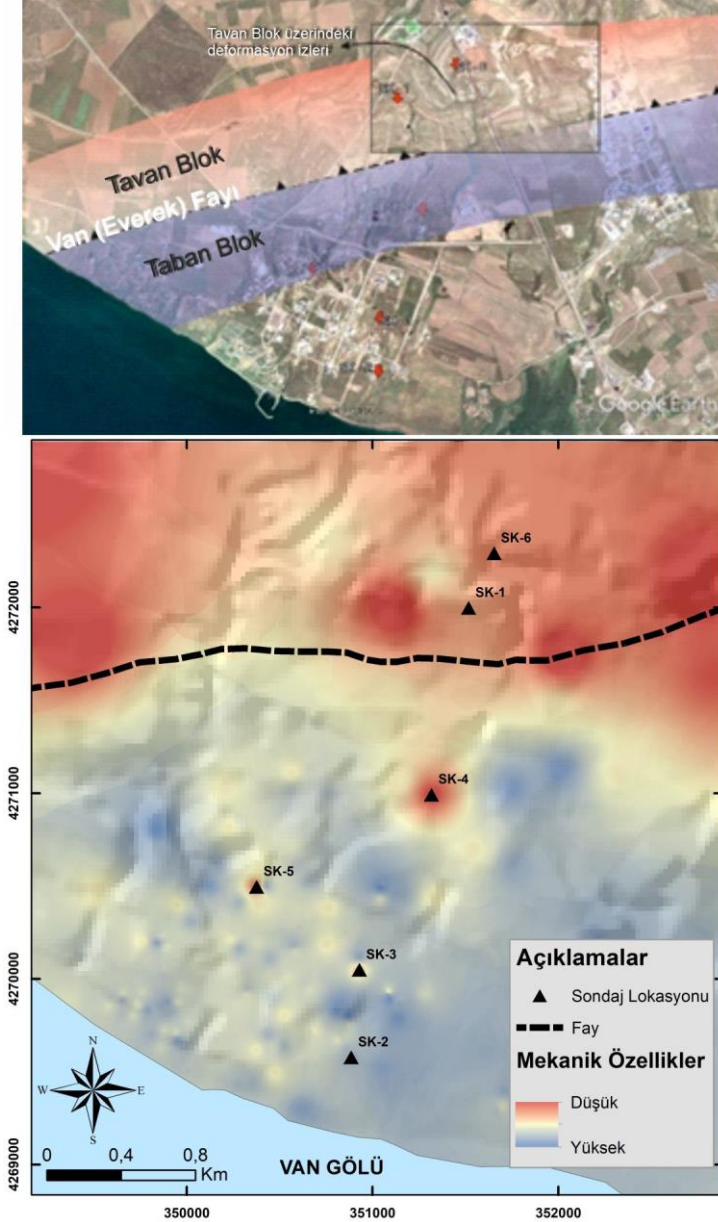 Tavan Blok üzerindeki
deformasyon izleri
Tavan Blok
Van (Everek) Fayı
Taban Blok
Google Earth
SK-6
SK-1
SK-4
SK-5
SK-3
SK-2
4272000
4271000
4270000
4269000
Açıklamalar
Sondaj Lokasyonu
Fay
Mekanik Özellikler
Düşük
Yüksek
N
W
E
S
0
0,4
0,8
Km
VAN GÖLÜ
350000
351000
352000